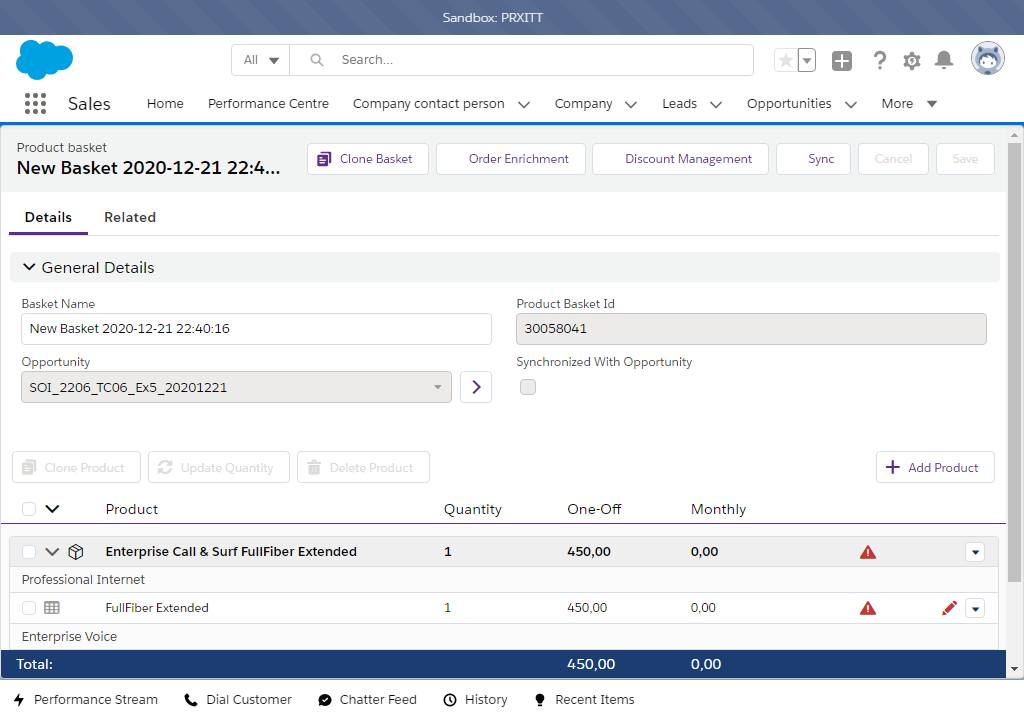 Sandbox: PRXITT
All Search...
Sales Home Performance Centre Company contact person Company Leads Opportunities More
Product basket
New Basket 2020-12-21 22:4...
Clone Basket Order Enrichment Discount Management Sync Cancel Save
Details Related
General Details
Basket Name Product Basket Id
New Basket 2020-12-21 22:40:16 30058041
Opportunity Synchronized With Opportunity
SOI_2206_TC06_Ex5_20201221
Clone Product Update Quantity Delete Product Add Product
Product Quantity One-Off Monthly
Enterprise Call & Surf FullFiber Extended 1 450,00 0,00
Professional Internet
FullFiber Extended 1 450,00 0,00
Enterprise Voice
Total: 450,00 0,00
Performance Stream Dial Customer Chatter Feed History Recent Items